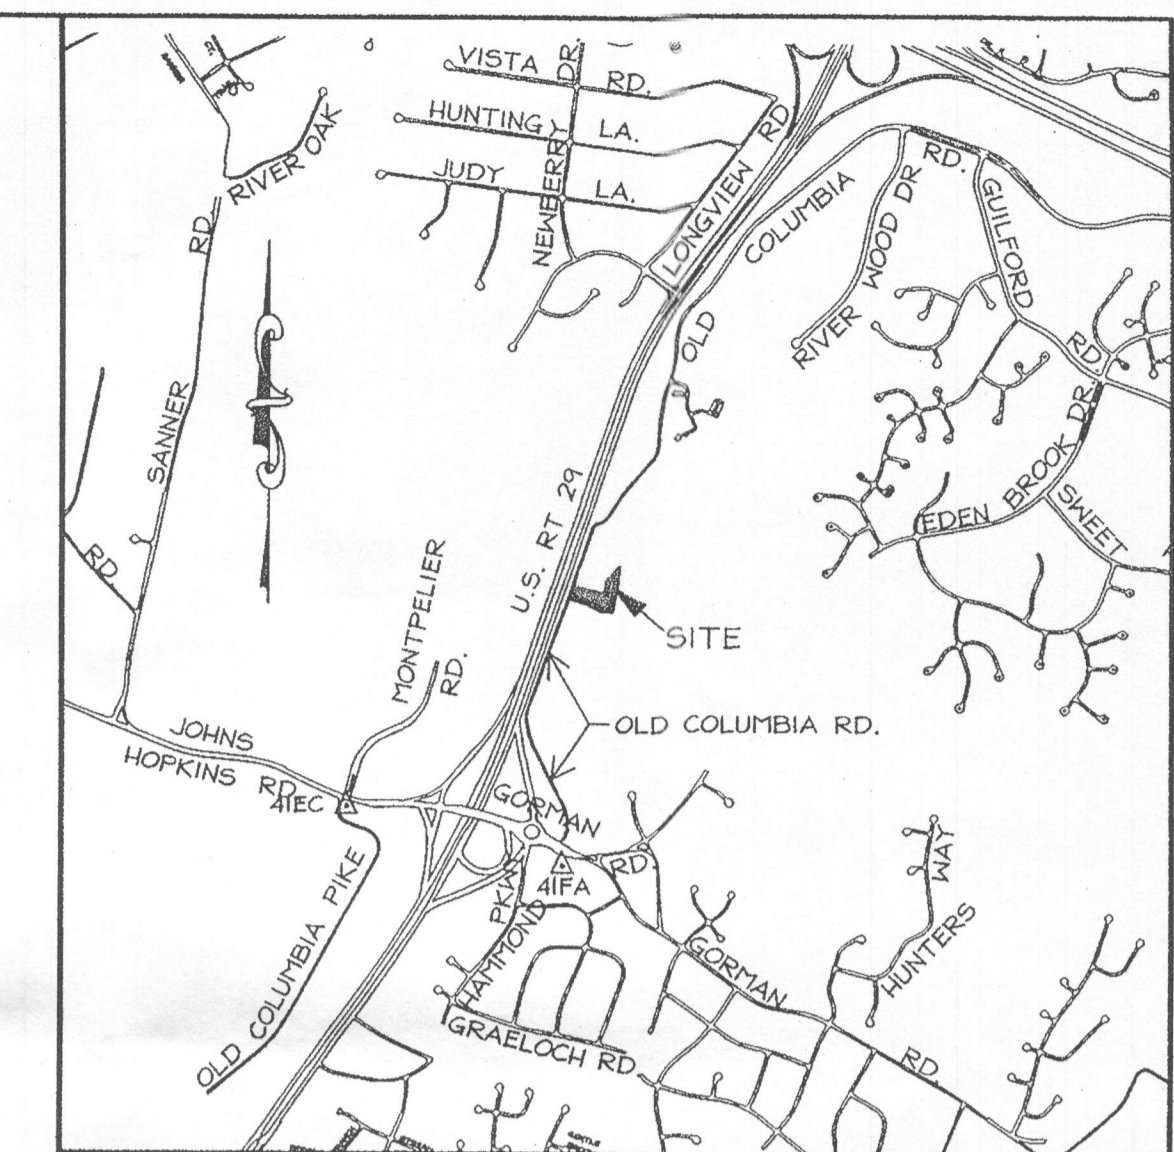 VISTA RD.
HUNTING LA.
JUDY LA.
NEWBERRY DR.
LONGVIEW RD
RIVER OAK
SANNER RD.
RD.
OLD COLUMBIA RD.
RIVER WOOD DR
GUILFORD RD
EDEN BROOK DR.
SWEET
U.S. RT 29
SITE
MONTPELIER RD.
OLD COLUMBIA RD.
JOHNS HOPKINS RD
41EC
GORMAN RD.
41FA
HAMMOND PKWY
OLD COLUMBIA PIKE
GRAELOCH RD
GORMAN RD.
HUNTERS WAY